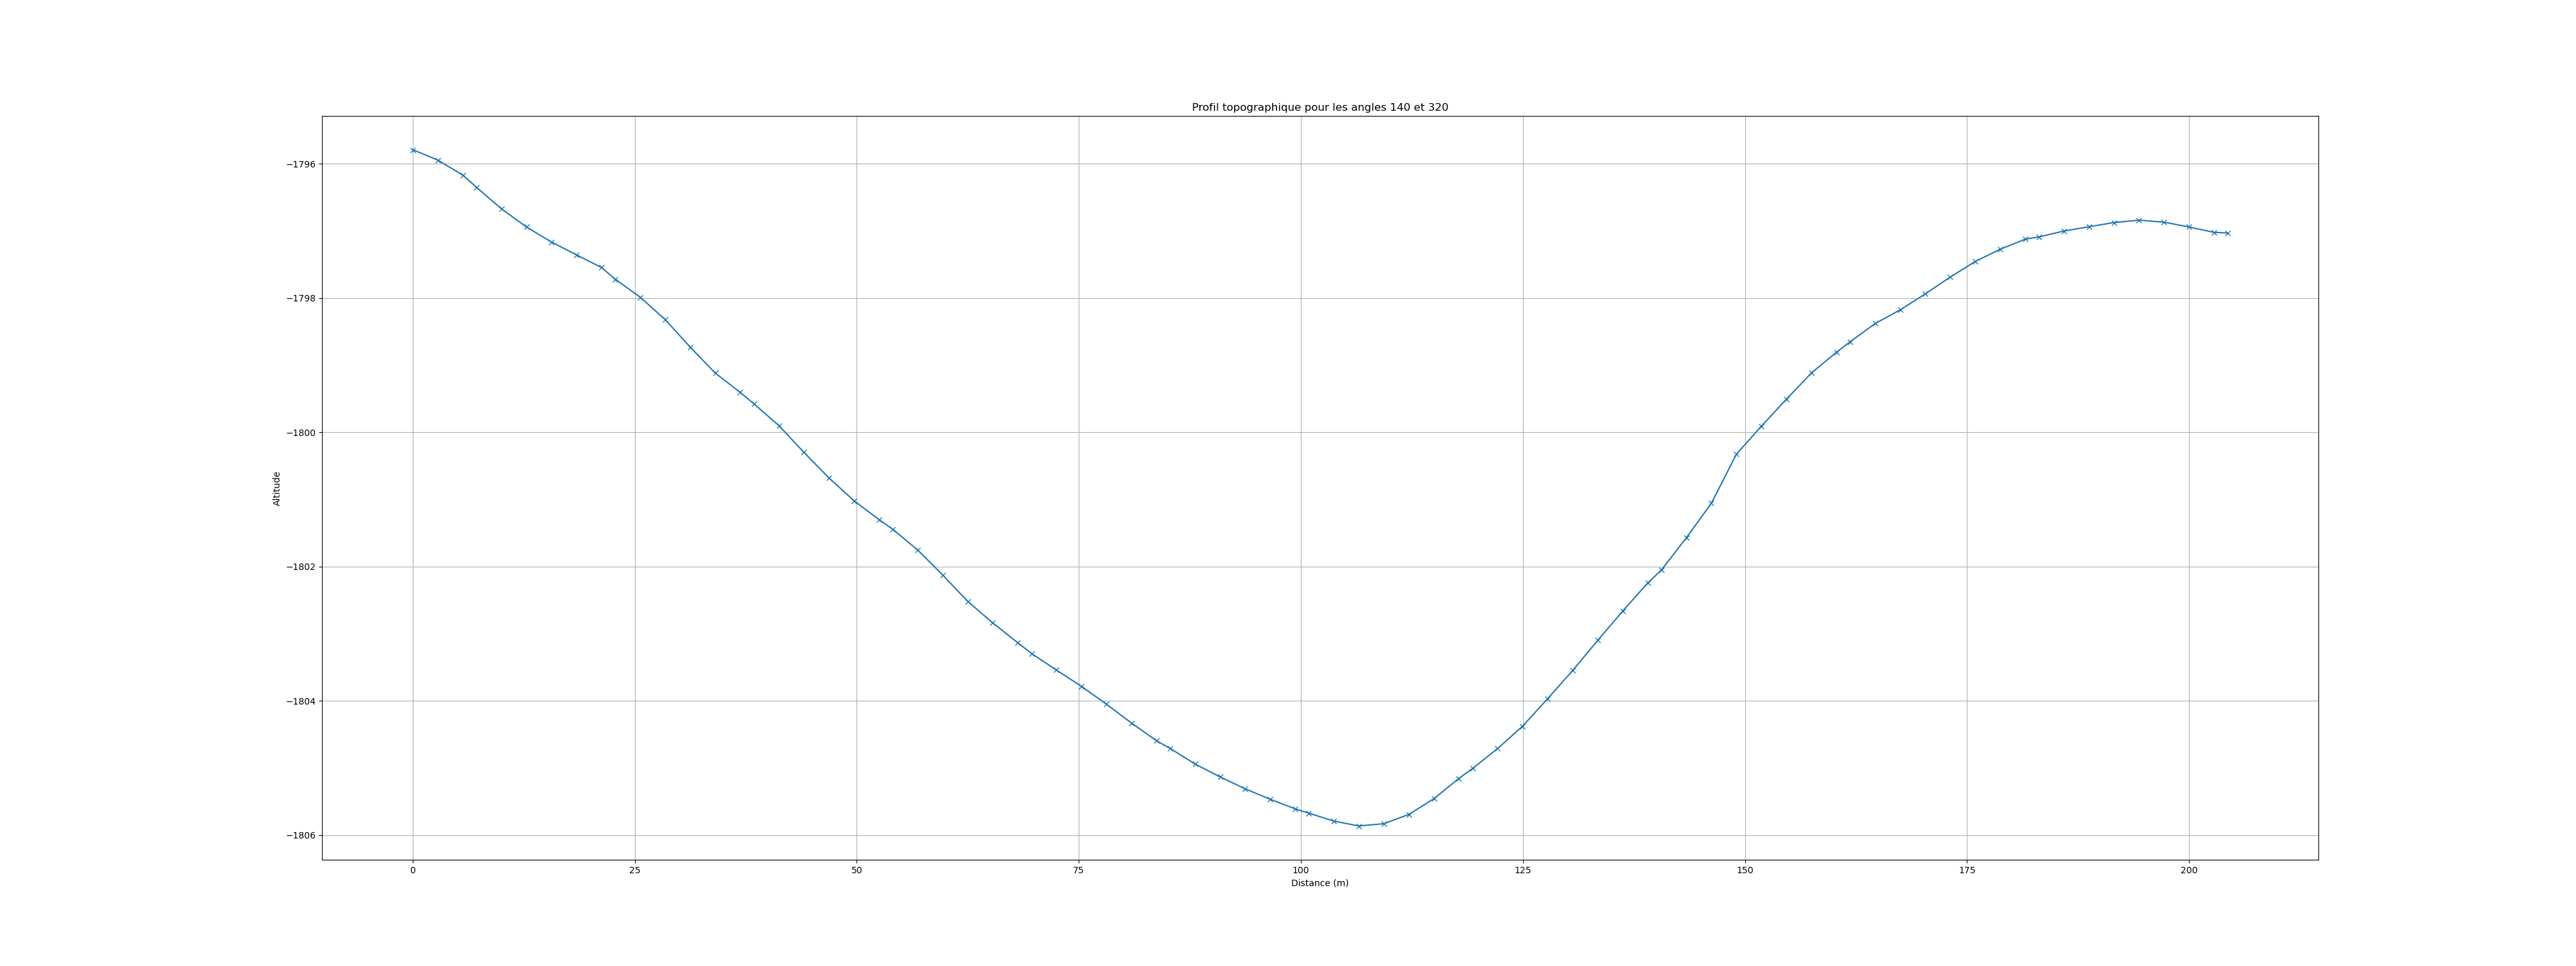 Profil topographique pour les angles 140 et 320
Altitude
−1796
−1798
−1800
−1802
−1804
−1806
0 25 50 75 100 125 150 175 200
Distance (m)